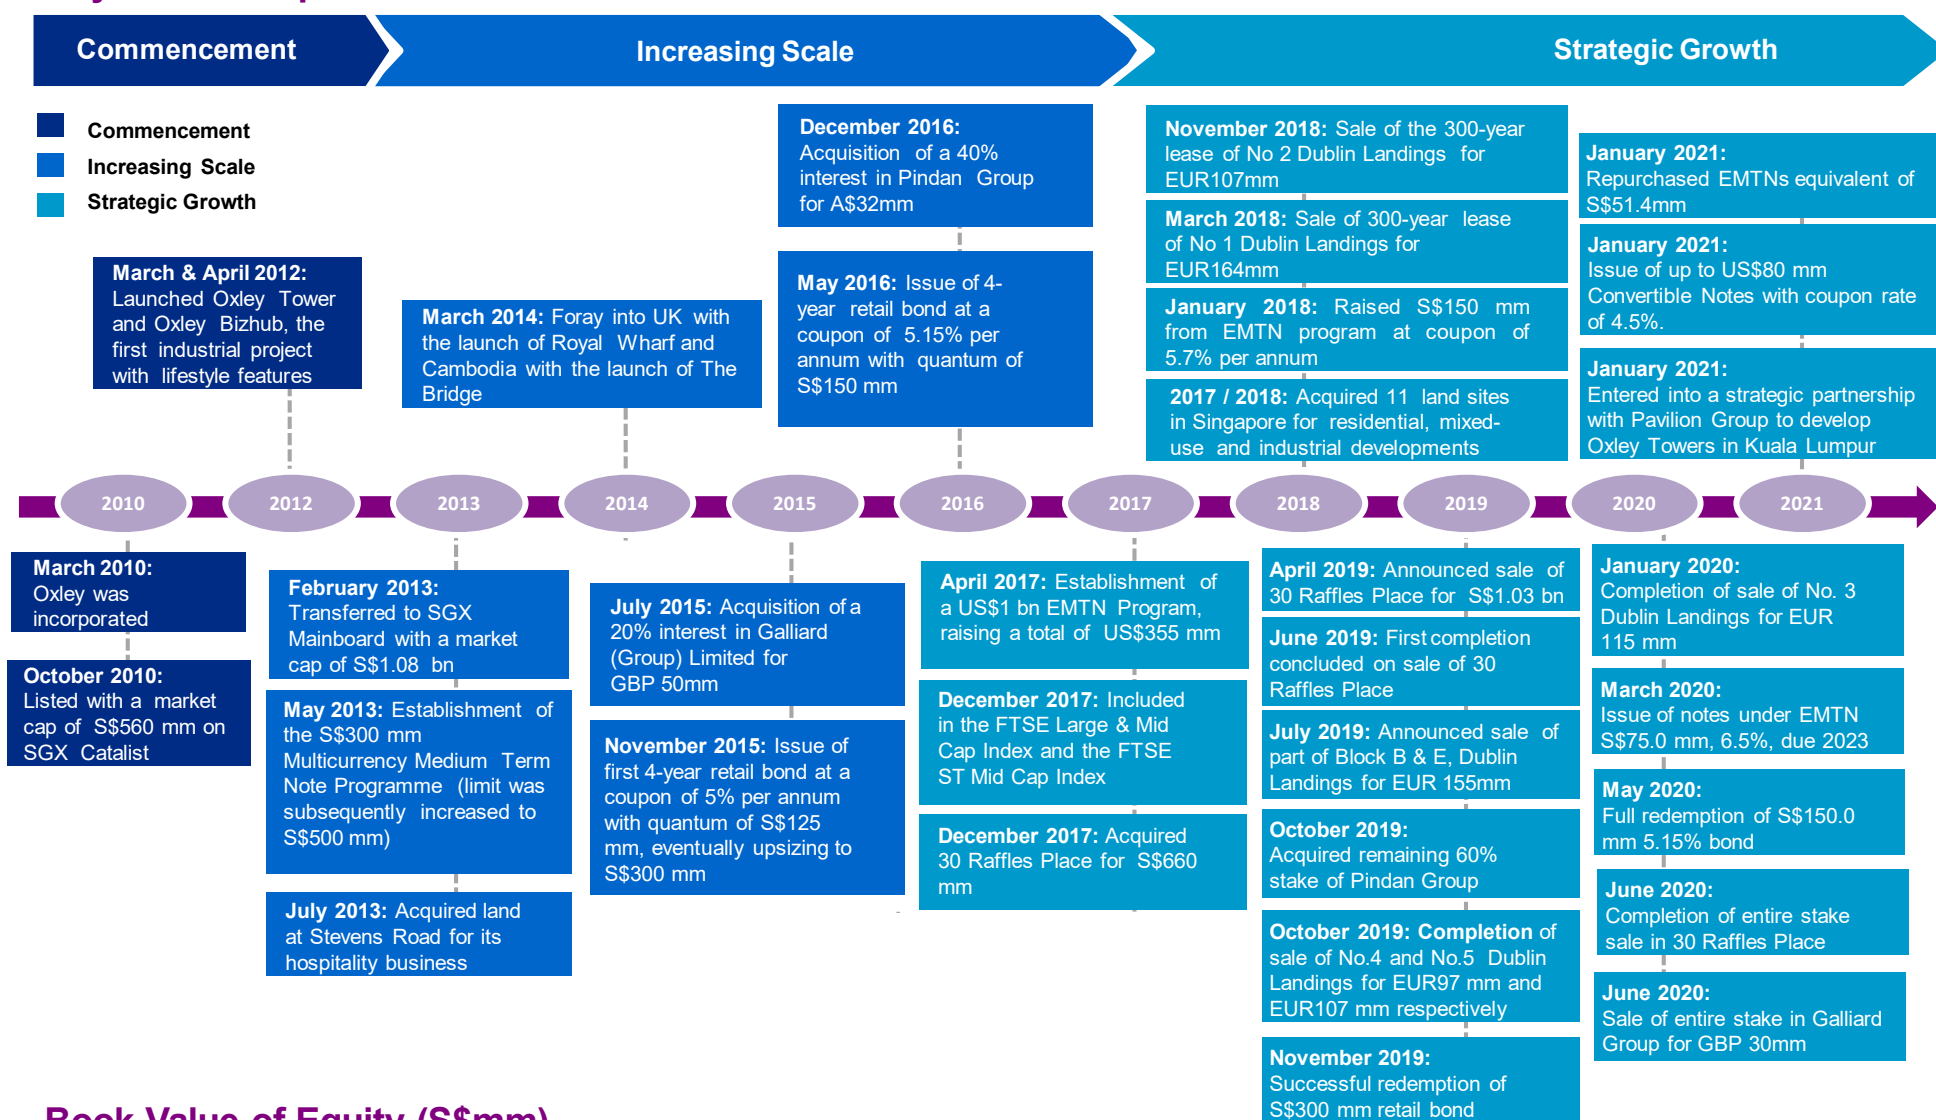 Commencement
Increasing Scale
Strategic Growth
Commencement
Increasing Scale
Strategic Growth
March & April 2012:
Launched Oxley Tower
and Oxley Bizhub, the
first industrial project
with lifestyle features
March 2014: Foray into UK with
the launch of Royal Wharf and
Cambodia with the launch of The
Bridge
December 2016:
Acquisition of a 40%
interest in Pindan Group
for A$32mm
May 2016: Issue of 4-
year retail bond at a
coupon of 5.15% per
annum with quantum of
S$150 mm
November 2018: Sale of the 300-year
lease of No 2 Dublin Landings for
EUR107mm
March 2018: Sale of 300-year lease
of No 1 Dublin Landings for
EUR164mm
January 2018: Raised S$150 mm
from EMTN program at coupon of
5.7% per annum
2017 / 2018: Acquired 11 land sites
in Singapore for residential, mixed-
use and industrial developments
January 2021:
Repurchased EMTNs equivalent of
S$51.4mm
January 2021:
Issue of up to US$80 mm
Convertible Notes with coupon rate
of 4.5%.
January 2021:
Entered into a strategic partnership
with Pavilion Group to develop
Oxley Towers in Kuala Lumpur
2010
2012
2013
2014
2015
2016
2017
2018
2019
2020
2021
March 2010:
Oxley was
incorporated
October 2010:
Listed with a market
cap of S$560 mm on
SGX Catalist
February 2013:
Transferred to SGX
Mainboard with a market
cap of S$1.08 bn
May 2013: Establishment of
the S$300 mm
Multicurrency Medium Term
Note Programme (limit was
subsequently increased to
S$500 mm)
July 2013: Acquired land
at Stevens Road for its
hospitality business
July 2015: Acquisition of a
20% interest in Galliard
(Group) Limited for
GBP 50mm
November 2015: Issue of
first 4-year retail bond at a
coupon of 5% per annum
with quantum of S$125
mm, eventually upsizing to
S$300 mm
April 2017: Establishment of
a US$1 bn EMTN Program,
raising a total of US$355 mm
December 2017: Included
in the FTSE Large & Mid
Cap Index and the FTSE
ST Mid Cap Index
December 2017: Acquired
30 Raffles Place for S$660
mm
April 2019: Announced sale of
30 Raffles Place for S$1.03 bn
June 2019: First completion
concluded on sale of 30
Raffles Place
July 2019: Announced sale of
part of Block B & E, Dublin
Landings for EUR 155mm
October 2019:
Acquired remaining 60%
stake of Pindan Group
October 2019: Completion of
sale of No.4 and No.5 Dublin
Landings for EUR97 mm and
EUR107 mm respectively
November 2019:
Successful redemption of
S$300 mm retail bond
January 2020:
Completion of sale of No. 3
Dublin Landings for EUR
115 mm
March 2020:
Issue of notes under EMTN
S$75.0 mm, 6.5%, due 2023
May 2020:
Full redemption of S$150.0
mm 5.15% bond
June 2020:
Completion of entire stake
sale in 30 Raffles Place
June 2020:
Sale of entire stake in Galliard
Group for GBP 30mm
Book Value of Equity (S$mm)